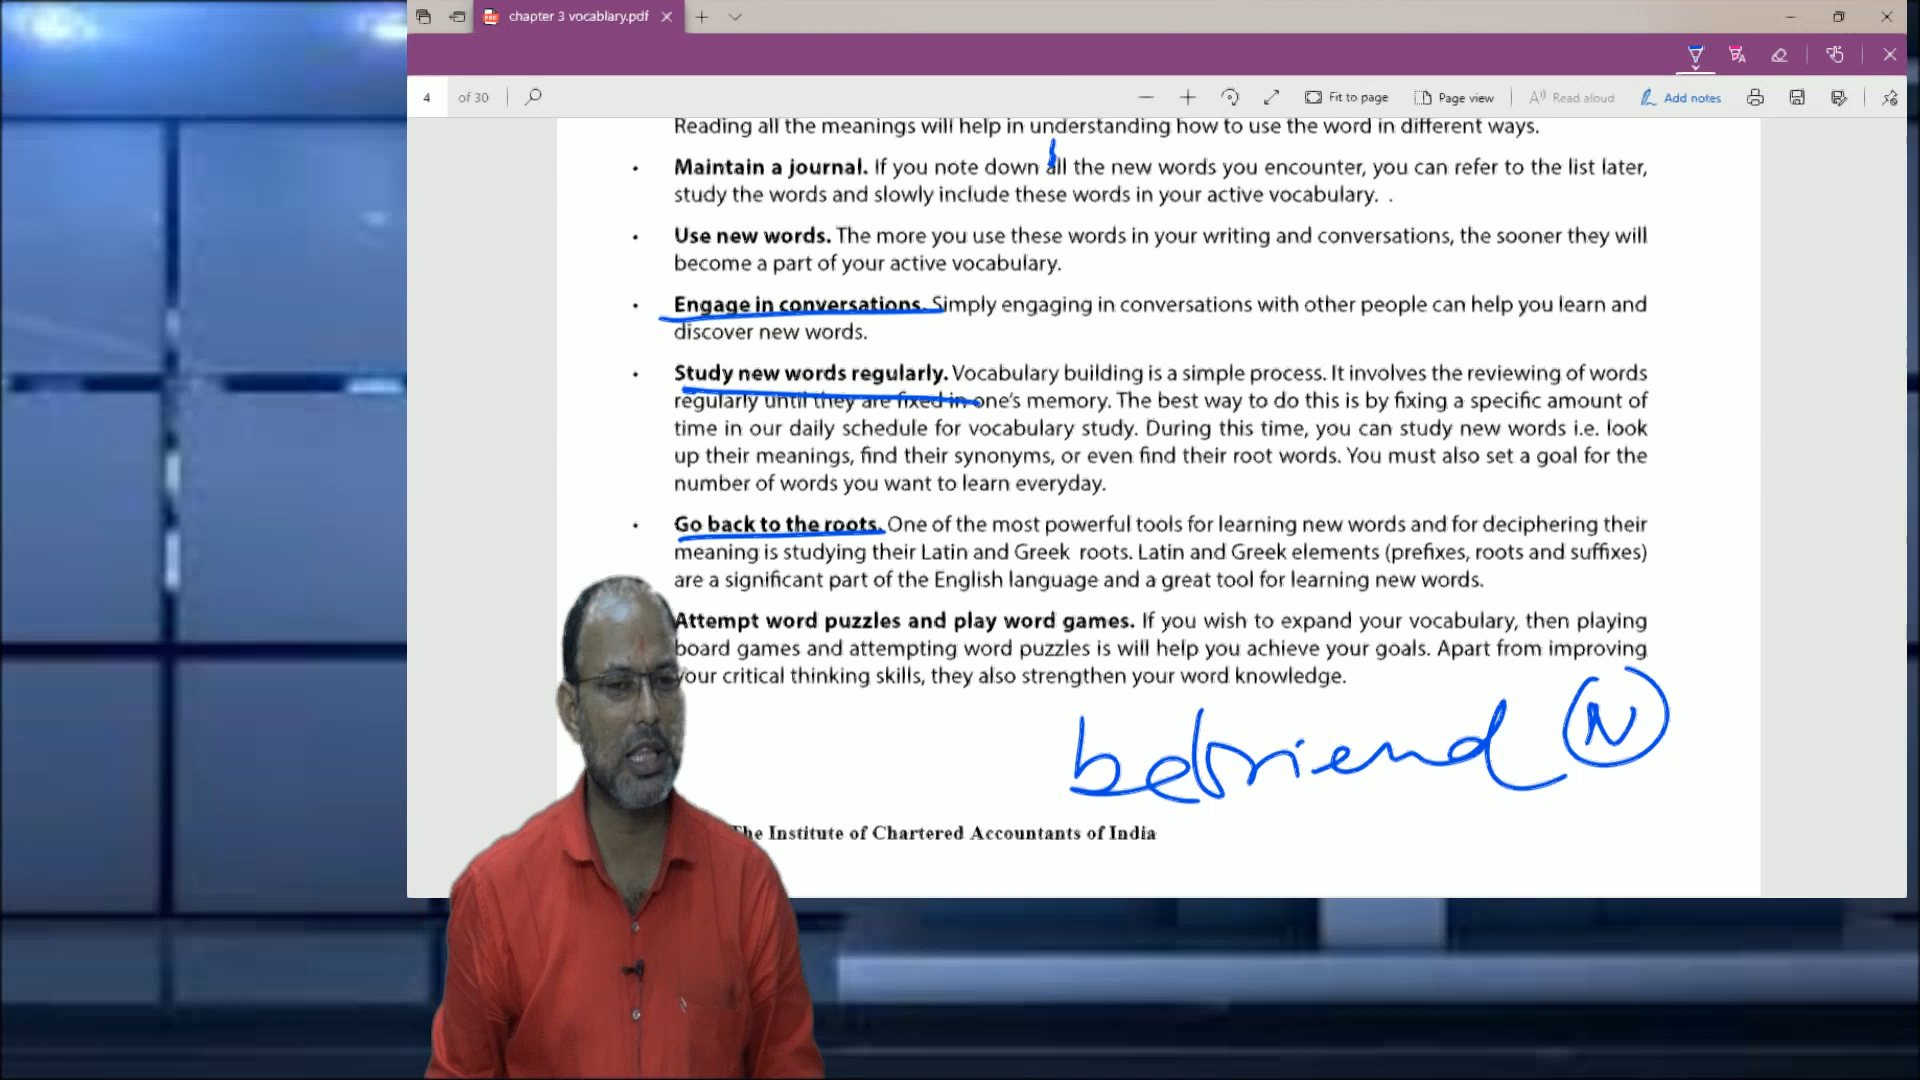 chapter 3 vocablary.pdf
4 of 30 Fit to page Page view Read aloud Add notes
Reading all the meanings will help in understanding how to use the word in different ways.
• Maintain a journal. If you note down all the new words you encounter, you can refer to the list later,
study the words and slowly include these words in your active vocabulary. .
• Use new words. The more you use these words in your writing and conversations, the sooner they will
become a part of your active vocabulary.
• Engage in conversations. Simply engaging in conversations with other people can help you learn and
discover new words.
• Study new words regularly. Vocabulary building is a simple process. It involves the reviewing of words
regularly until they are fixed in one's memory. The best way to do this is by fixing a specific amount of
time in our daily schedule for vocabulary study. During this time, you can study new words i.e. look
up their meanings, find their synonyms, or even find their root words. You must also set a goal for the
number of words you want to learn everyday.
• Go back to the roots. One of the most powerful tools for learning new words and for deciphering their
meaning is studying their Latin and Greek roots. Latin and Greek elements (prefixes, roots and suffixes)
are a significant part of the English language and a great tool for learning new words.
Attempt word puzzles and play word games. If you wish to expand your vocabulary, then playing
board games and attempting word puzzles is will help you achieve your goals. Apart from improving
your critical thinking skills, they also strengthen your word knowledge.
befriend N
The Institute of Chartered Accountants of India